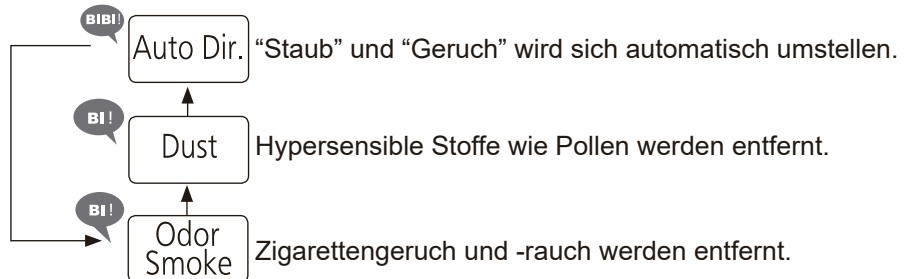 BIBI!
Auto Dir. “Staub” und “Geruch” wird sich automatisch umstellen.
BI!
Dust Hypersensible Stoffe wie Pollen werden entfernt.
BI!
Odor
Smoke Zigarettengeruch und -rauch werden entfernt.